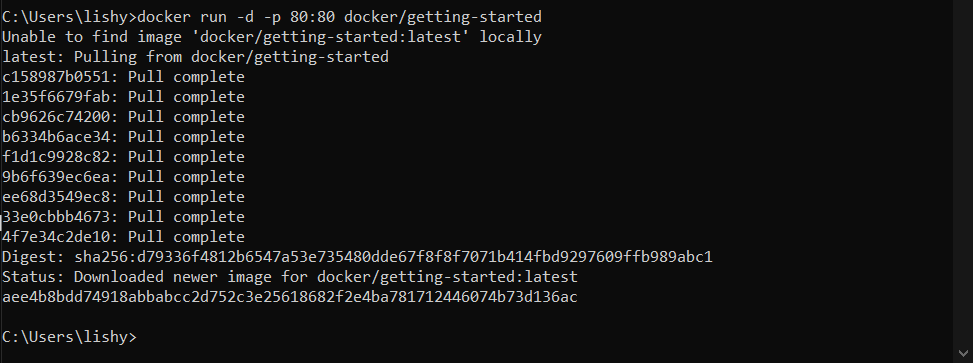 C:\Users\lishy>docker run -d -p 80:80 docker/getting-started
Unable to find image 'docker/getting-started:latest' locally
latest: Pulling from docker/getting-started
c158987b0551: Pull complete
1e35f6679fab: Pull complete
cb9626c74200: Pull complete
b6334b6ace34: Pull complete
f1d1c9928c82: Pull complete
9b6f639ec6ea: Pull complete
ee68d3549ec8: Pull complete
33e0cbbb4673: Pull complete
4f7e34c2de10: Pull complete
Digest: sha256:d79336f4812b6547a53e735480dde67f8f8f7071b414fbd9297609ffb989abc1
Status: Downloaded newer image for docker/getting-started:latest
aee4b8bdd74918abbabcc2d752c3e25618682f2e4ba781712446074b73d136ac
C:\Users\lishy>